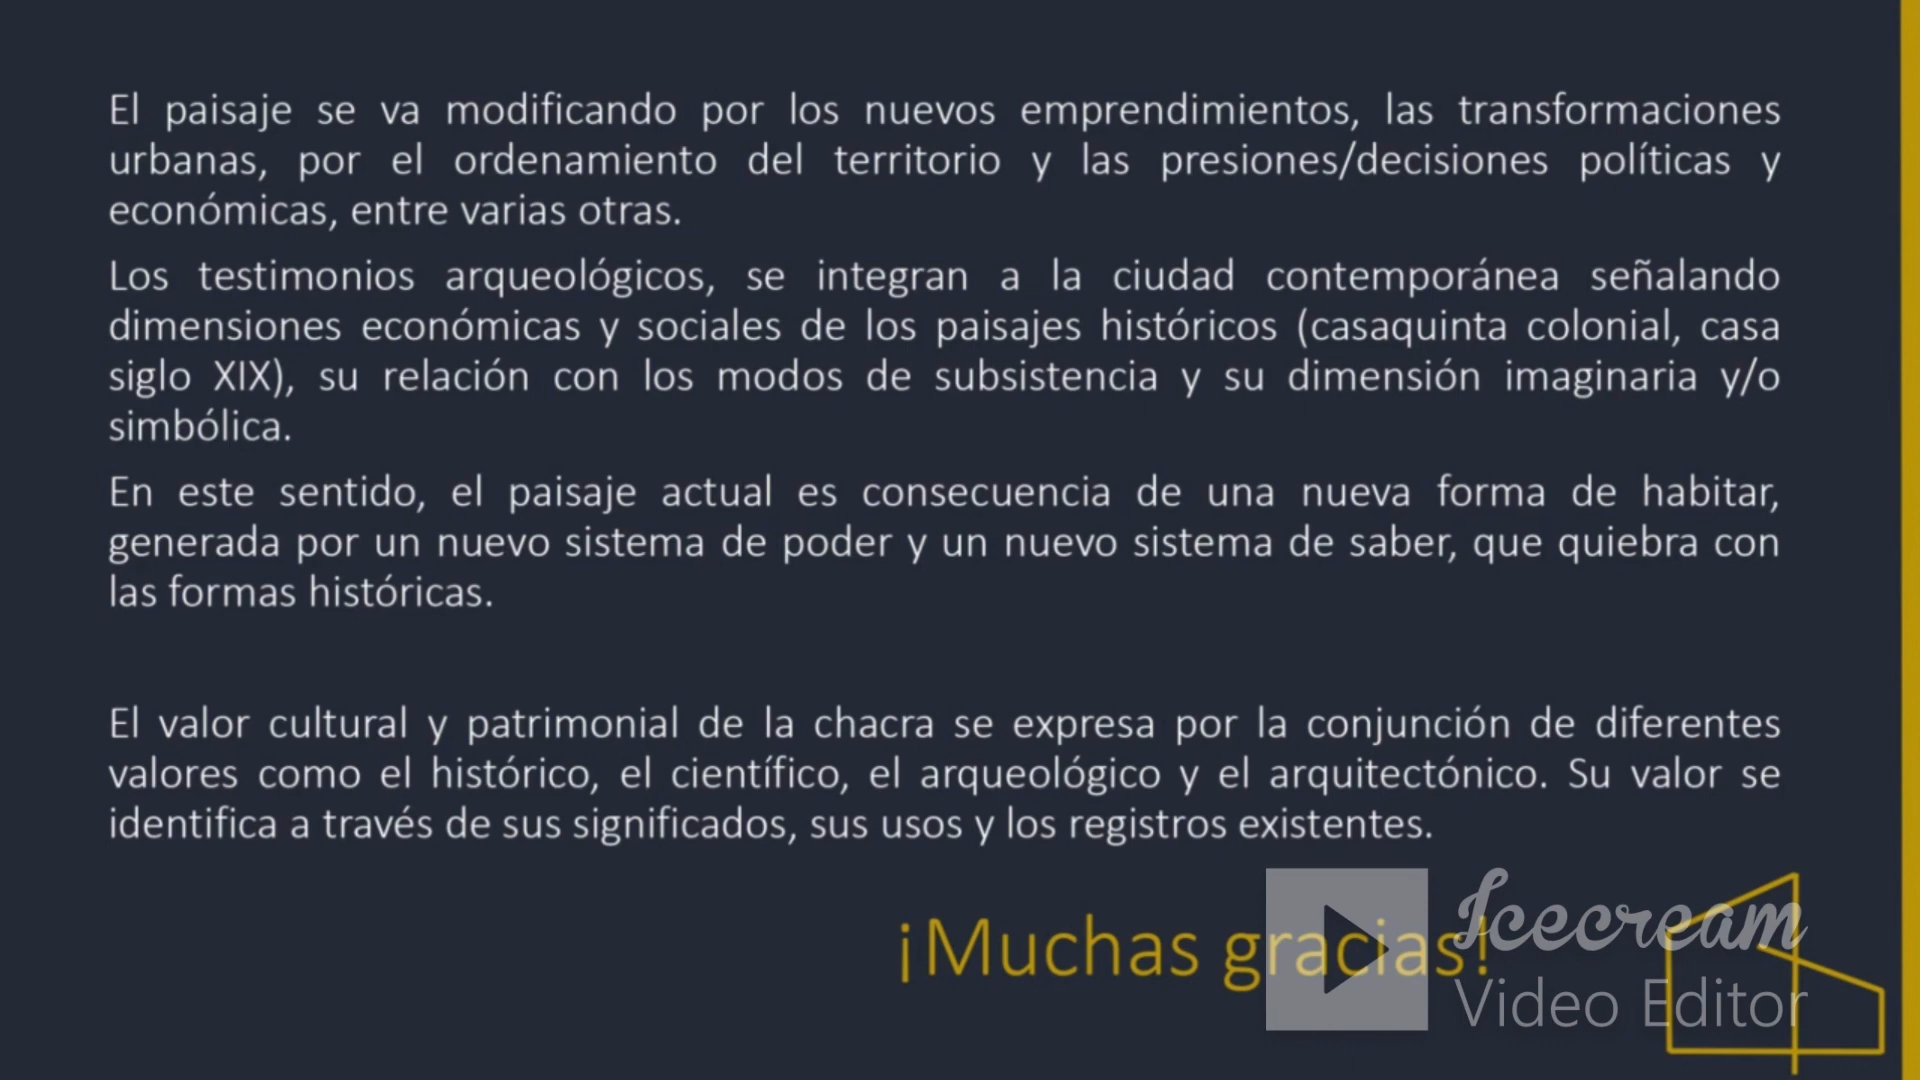 El paisaje se va modificando por los nuevos emprendimientos, las transformaciones
urbanas, por el ordenamiento del territorio y las presiones/decisiones políticas y
económicas, entre varias otras.
Los testimonios arqueológicos, se integran a la ciudad contemporánea señalando
dimensiones económicas y sociales de los paisajes históricos (casaquinta colonial, casa
siglo XIX), su relación con los modos de subsistencia y su dimensión imaginaria y/o
simbólica.
En este sentido, el paisaje actual es consecuencia de una nueva forma de habitar,
generada por un nuevo sistema de poder y un nuevo sistema de saber, que quiebra con
las formas históricas.
El valor cultural y patrimonial de la chacra se expresa por la conjunción de diferentes
valores como el histórico, el científico, el arqueológico y el arquitectónico. Su valor se
identifica a través de sus significados, sus usos y los registros existentes.
¡Muchas gracias!
Icecream
Video Editor